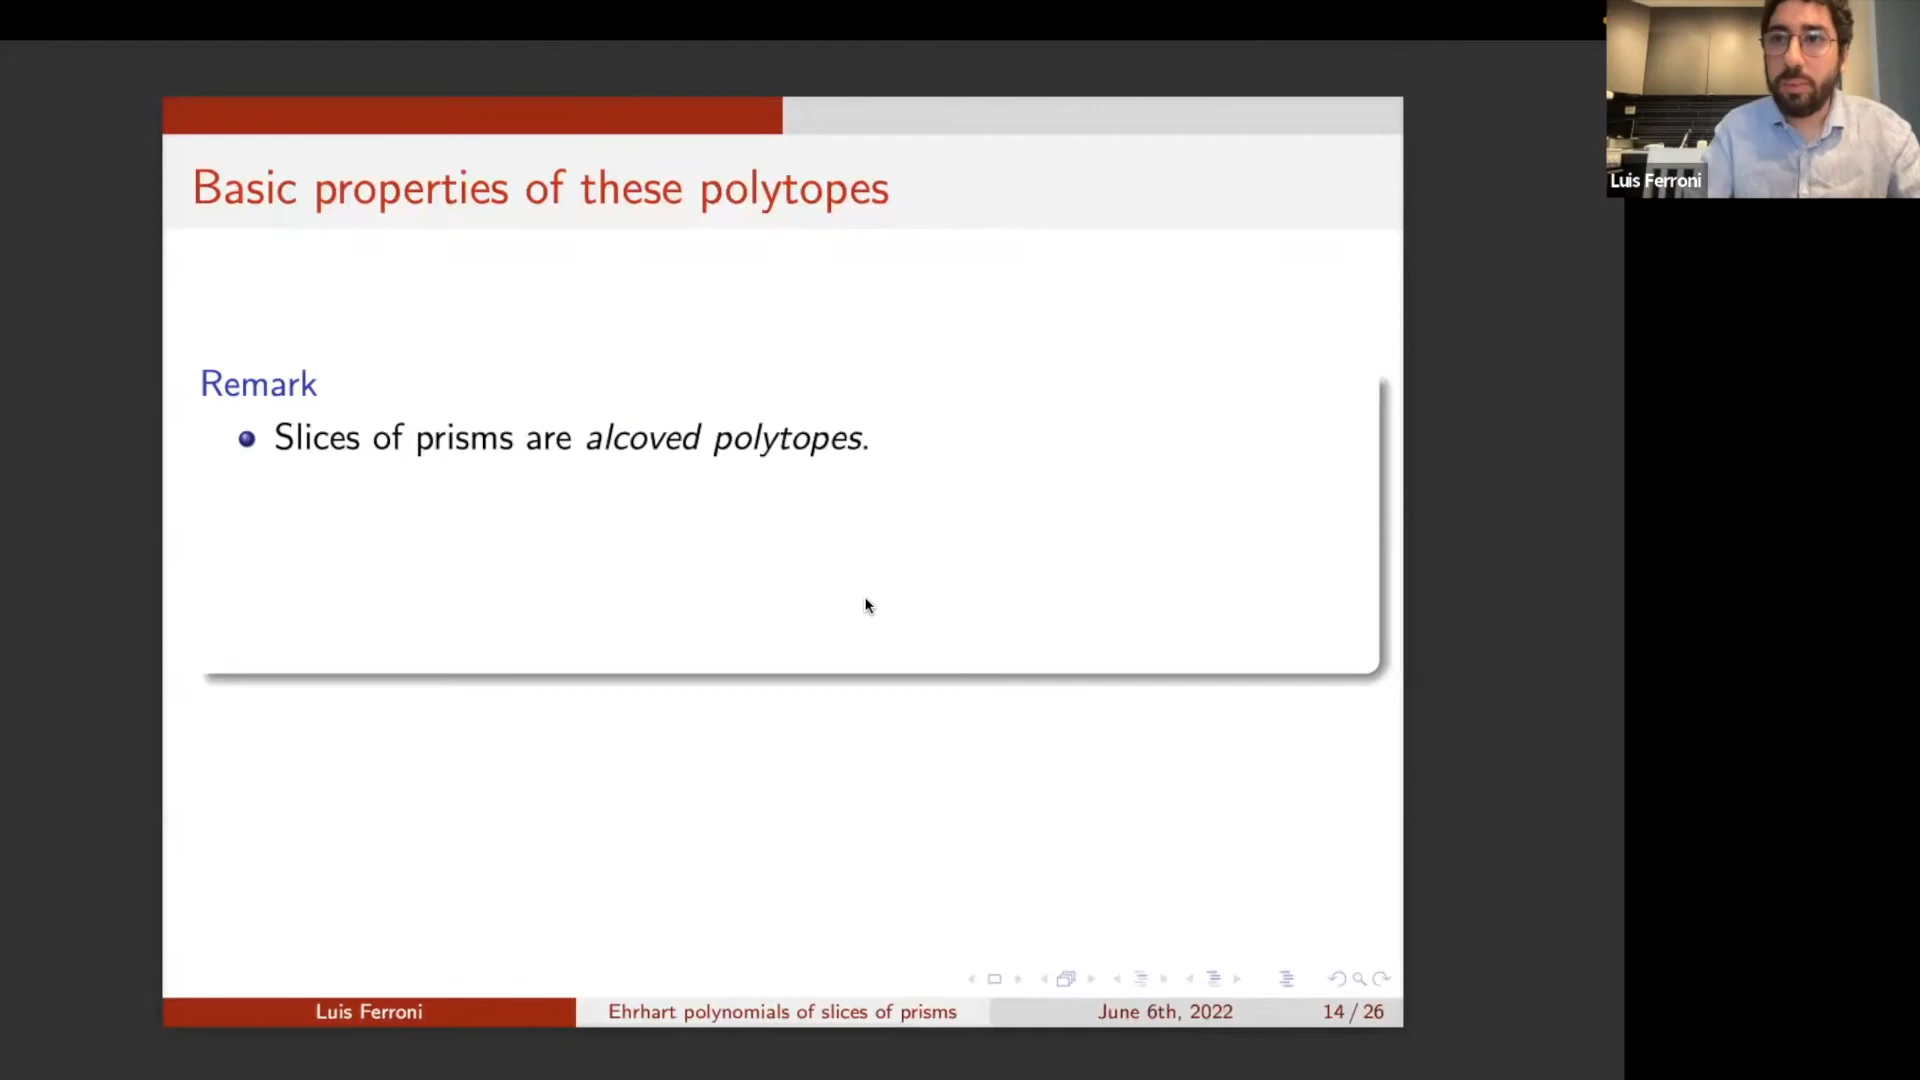 Basic properties of these polytopes
Luis Ferroni
Remark
Slices of prisms are alcoved polytopes.
Luis Ferroni
Ehrhart polynomials of slices of prisms
June 6th, 2022
14 / 26